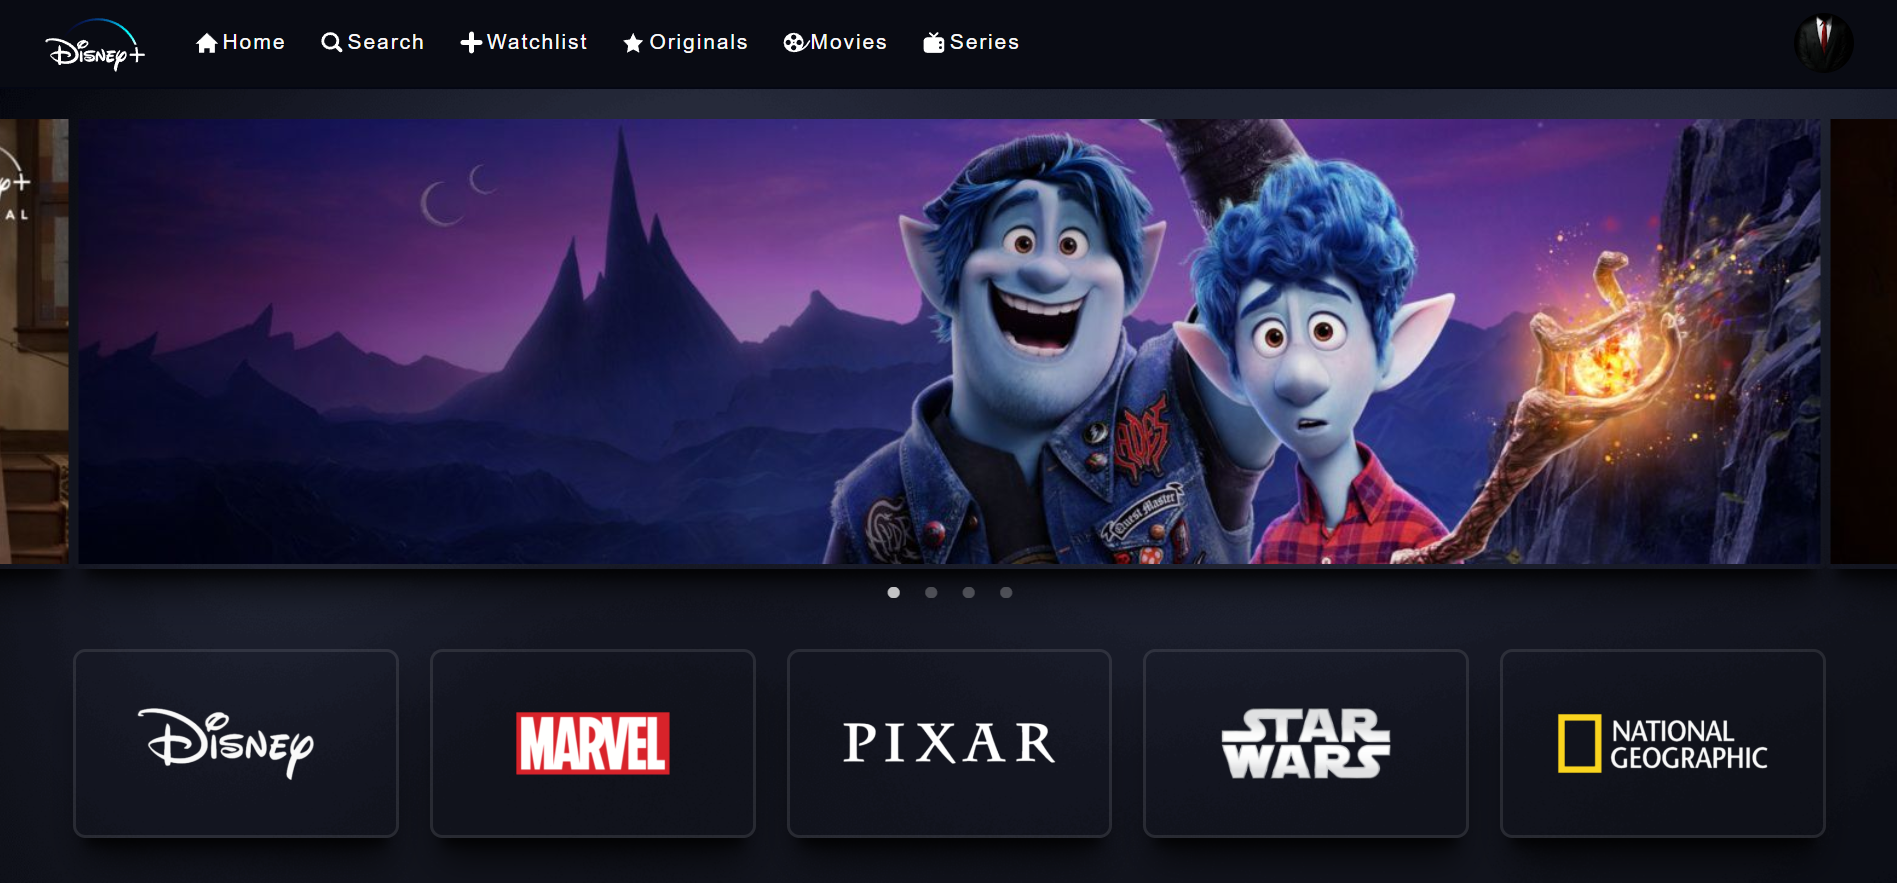 Disney+
Home
Search
Watchlist
Originals
Movies
Series
AL
Quest Master
Disney
MARVEL
PIXAR
STAR
WARS
NATIONAL
GEOGRAPHIC